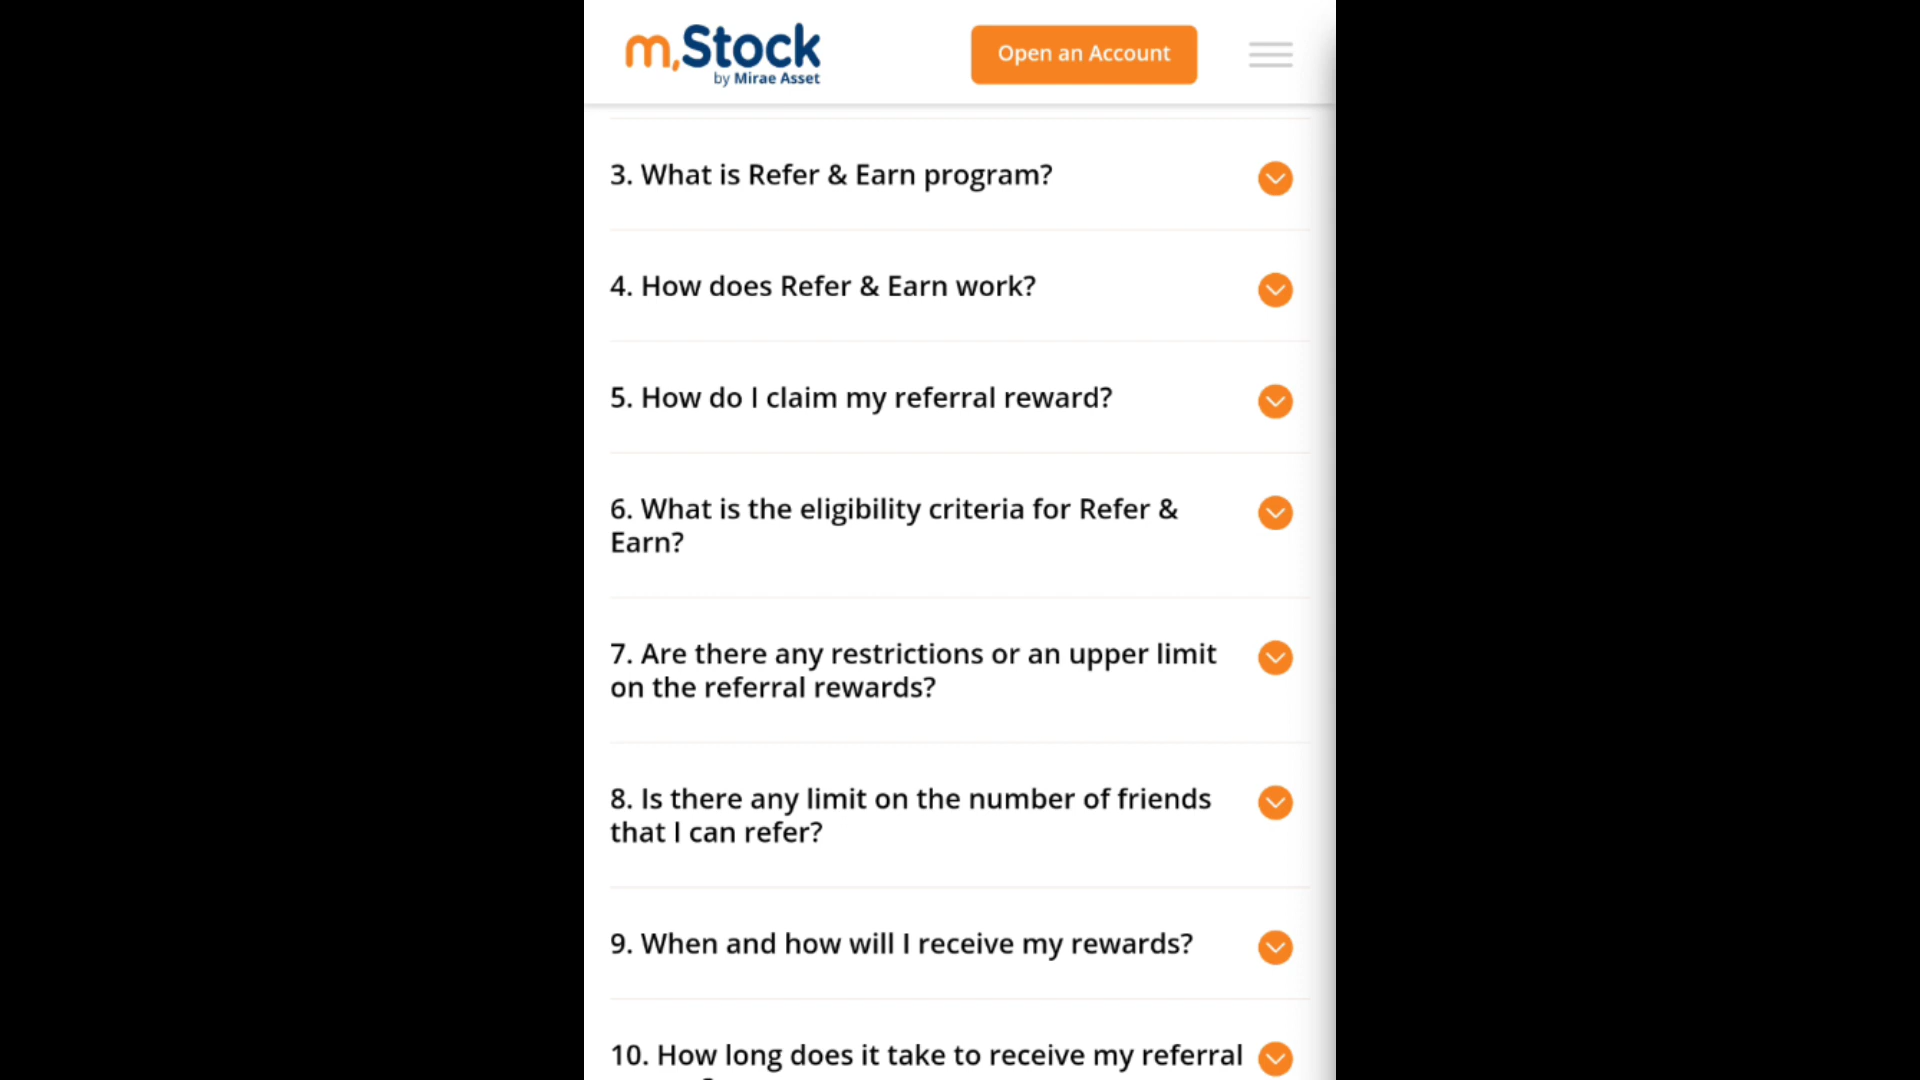 m.Stock
by Mirae Asset
Open an Account
3. What is Refer & Earn program?
4. How does Refer & Earn work?
5. How do I claim my referral reward?
6. What is the eligibility criteria for Refer &
Earn?
7. Are there any restrictions or an upper limit
on the referral rewards?
8. Is there any limit on the number of friends
that I can refer?
9. When and how will I receive my rewards?
10. How long does it take to receive my referral